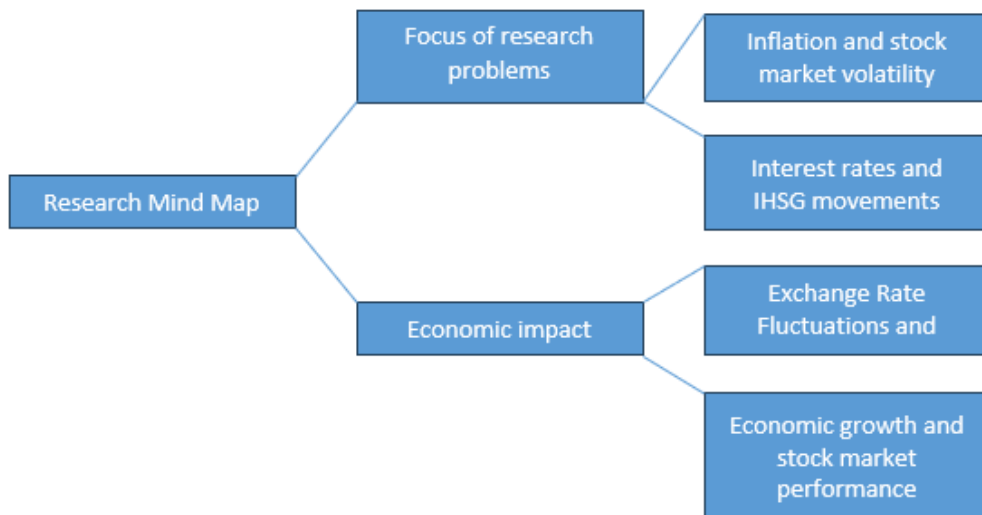 Focus of research
problems
Inflation and stock
market volatility
Interest rates and
IHSG movements
Research Mind Map
Exchange Rate
Fluctuations and
Economic impact
Economic growth and
stock market
performance